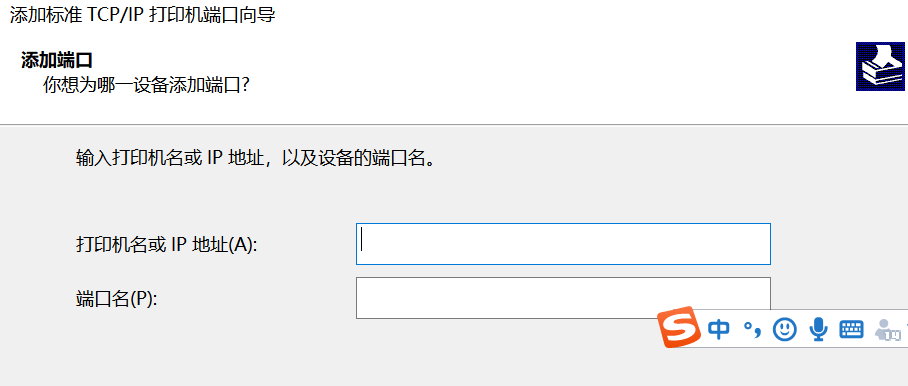 添加标准 TCP/IP 打印机端口向导
添加端口
你想为哪一设备添加端口?
输入打印机名或 IP 地址，以及设备的端口名。
打印机名或 IP 地址(A):
端口名(P):
S 中